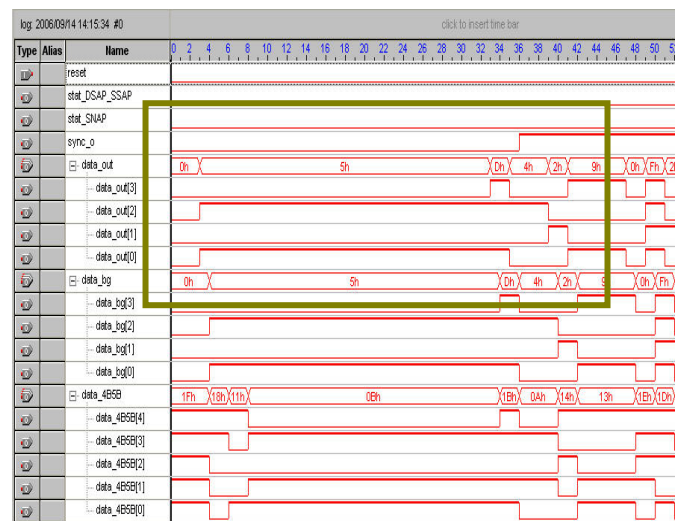 log: 2006/09/14 14:15:34 #0 click to insert time bar
Type Alias Name 0 2 4 6 8 10 12 14 16 18 20 22 24 26 28 30 32 34 36 38 40 42 44 46 48 50
reset
stat_DSAP_SSAP
stat_SNAP
sync_o
data_out 0h 5h Dh 4h 2h 9h 0h Fh
data_out[3]
data_out[2]
data_out[1]
data_out[0]
data_bg 0h 5h Dh 4h 2h 0h Fh
data_bg[3]
data_bg[2]
data_bg[1]
data_bg[0]
data_4B5B 1Fh 18h 11h 0Bh 1Bh 0Ah 14h 13h 1Eh 1Dh
data_4B5B[4]
data_4B5B[3]
data_4B5B[2]
data_4B5B[1]
data_4B5B[0]